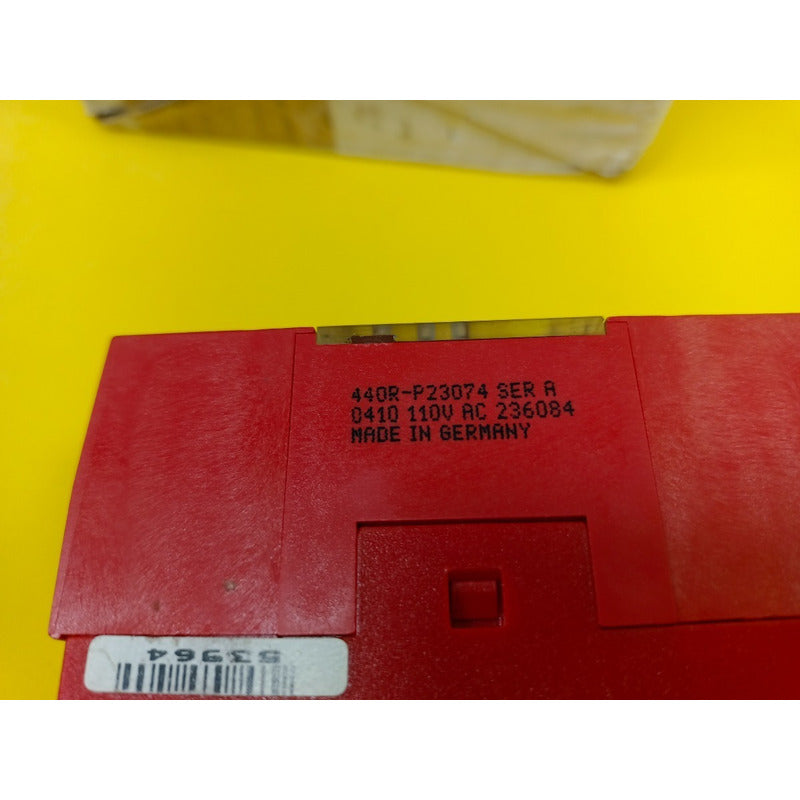 440R-P23074 SER A
0410 110V AC 236084
MADE IN GERMANY
53964